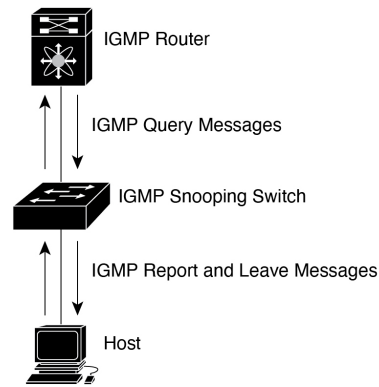 IGMP Router
IGMP Query Messages
IGMP Snooping Switch
IGMP Report and Leave Messages
Host